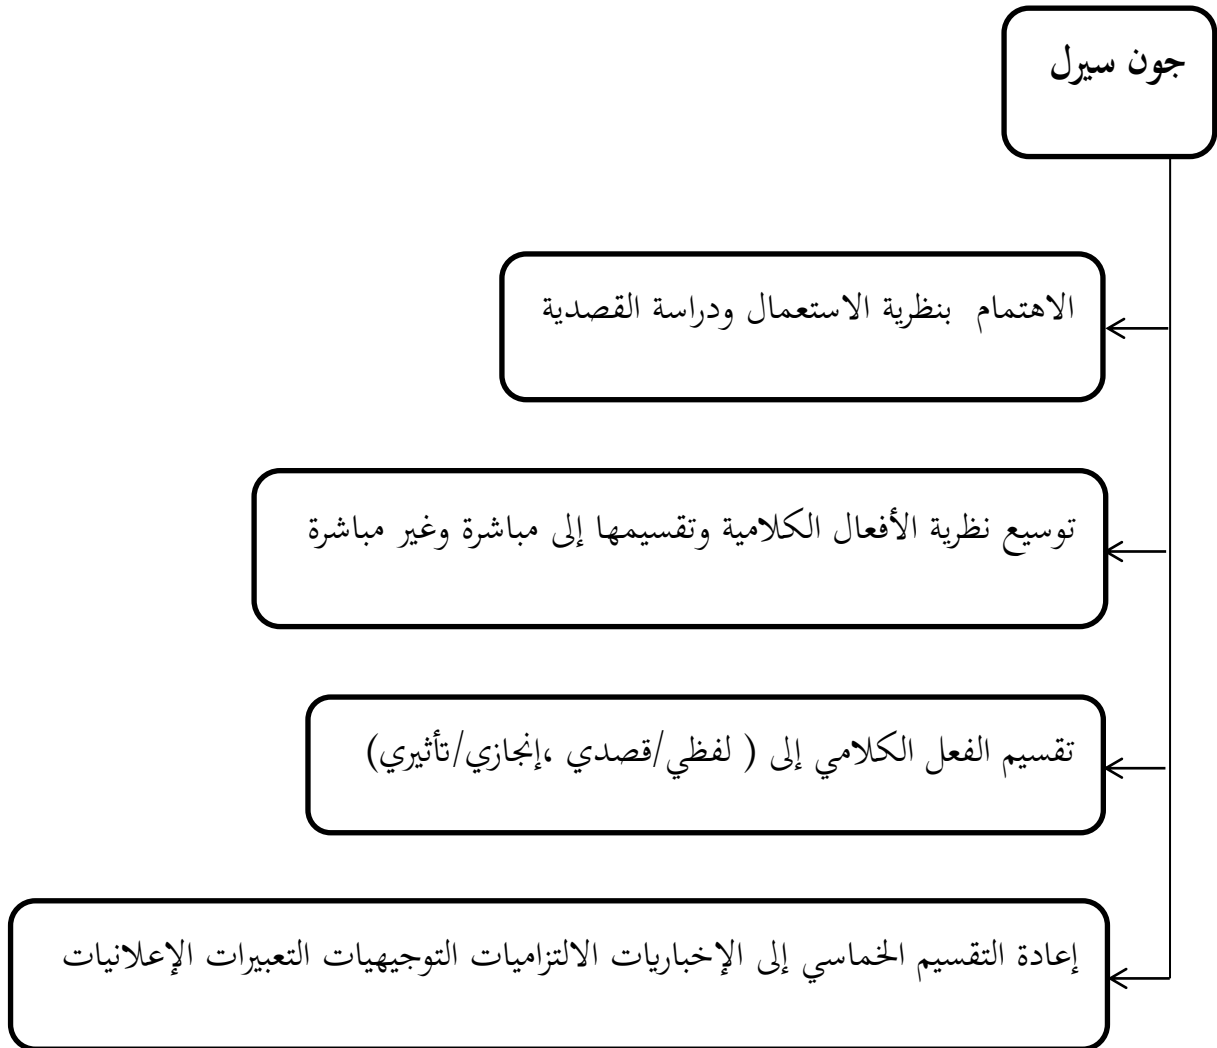 جون سيرل
الاهتمام بنظرية الاستعمال ودراسة القصدية
توسيع نظرية الأفعال الكلامية وتقسيمها إلى مباشرة وغير مباشرة
تقسيم الفعل الكلامي إلى ( لفظي/قصدي ،إنجازي/تأثيري)
إعادة التقسيم الخماسي إلى الإخباريات الالتزاميات التوجيهيات التعبيرات الإعلانيات